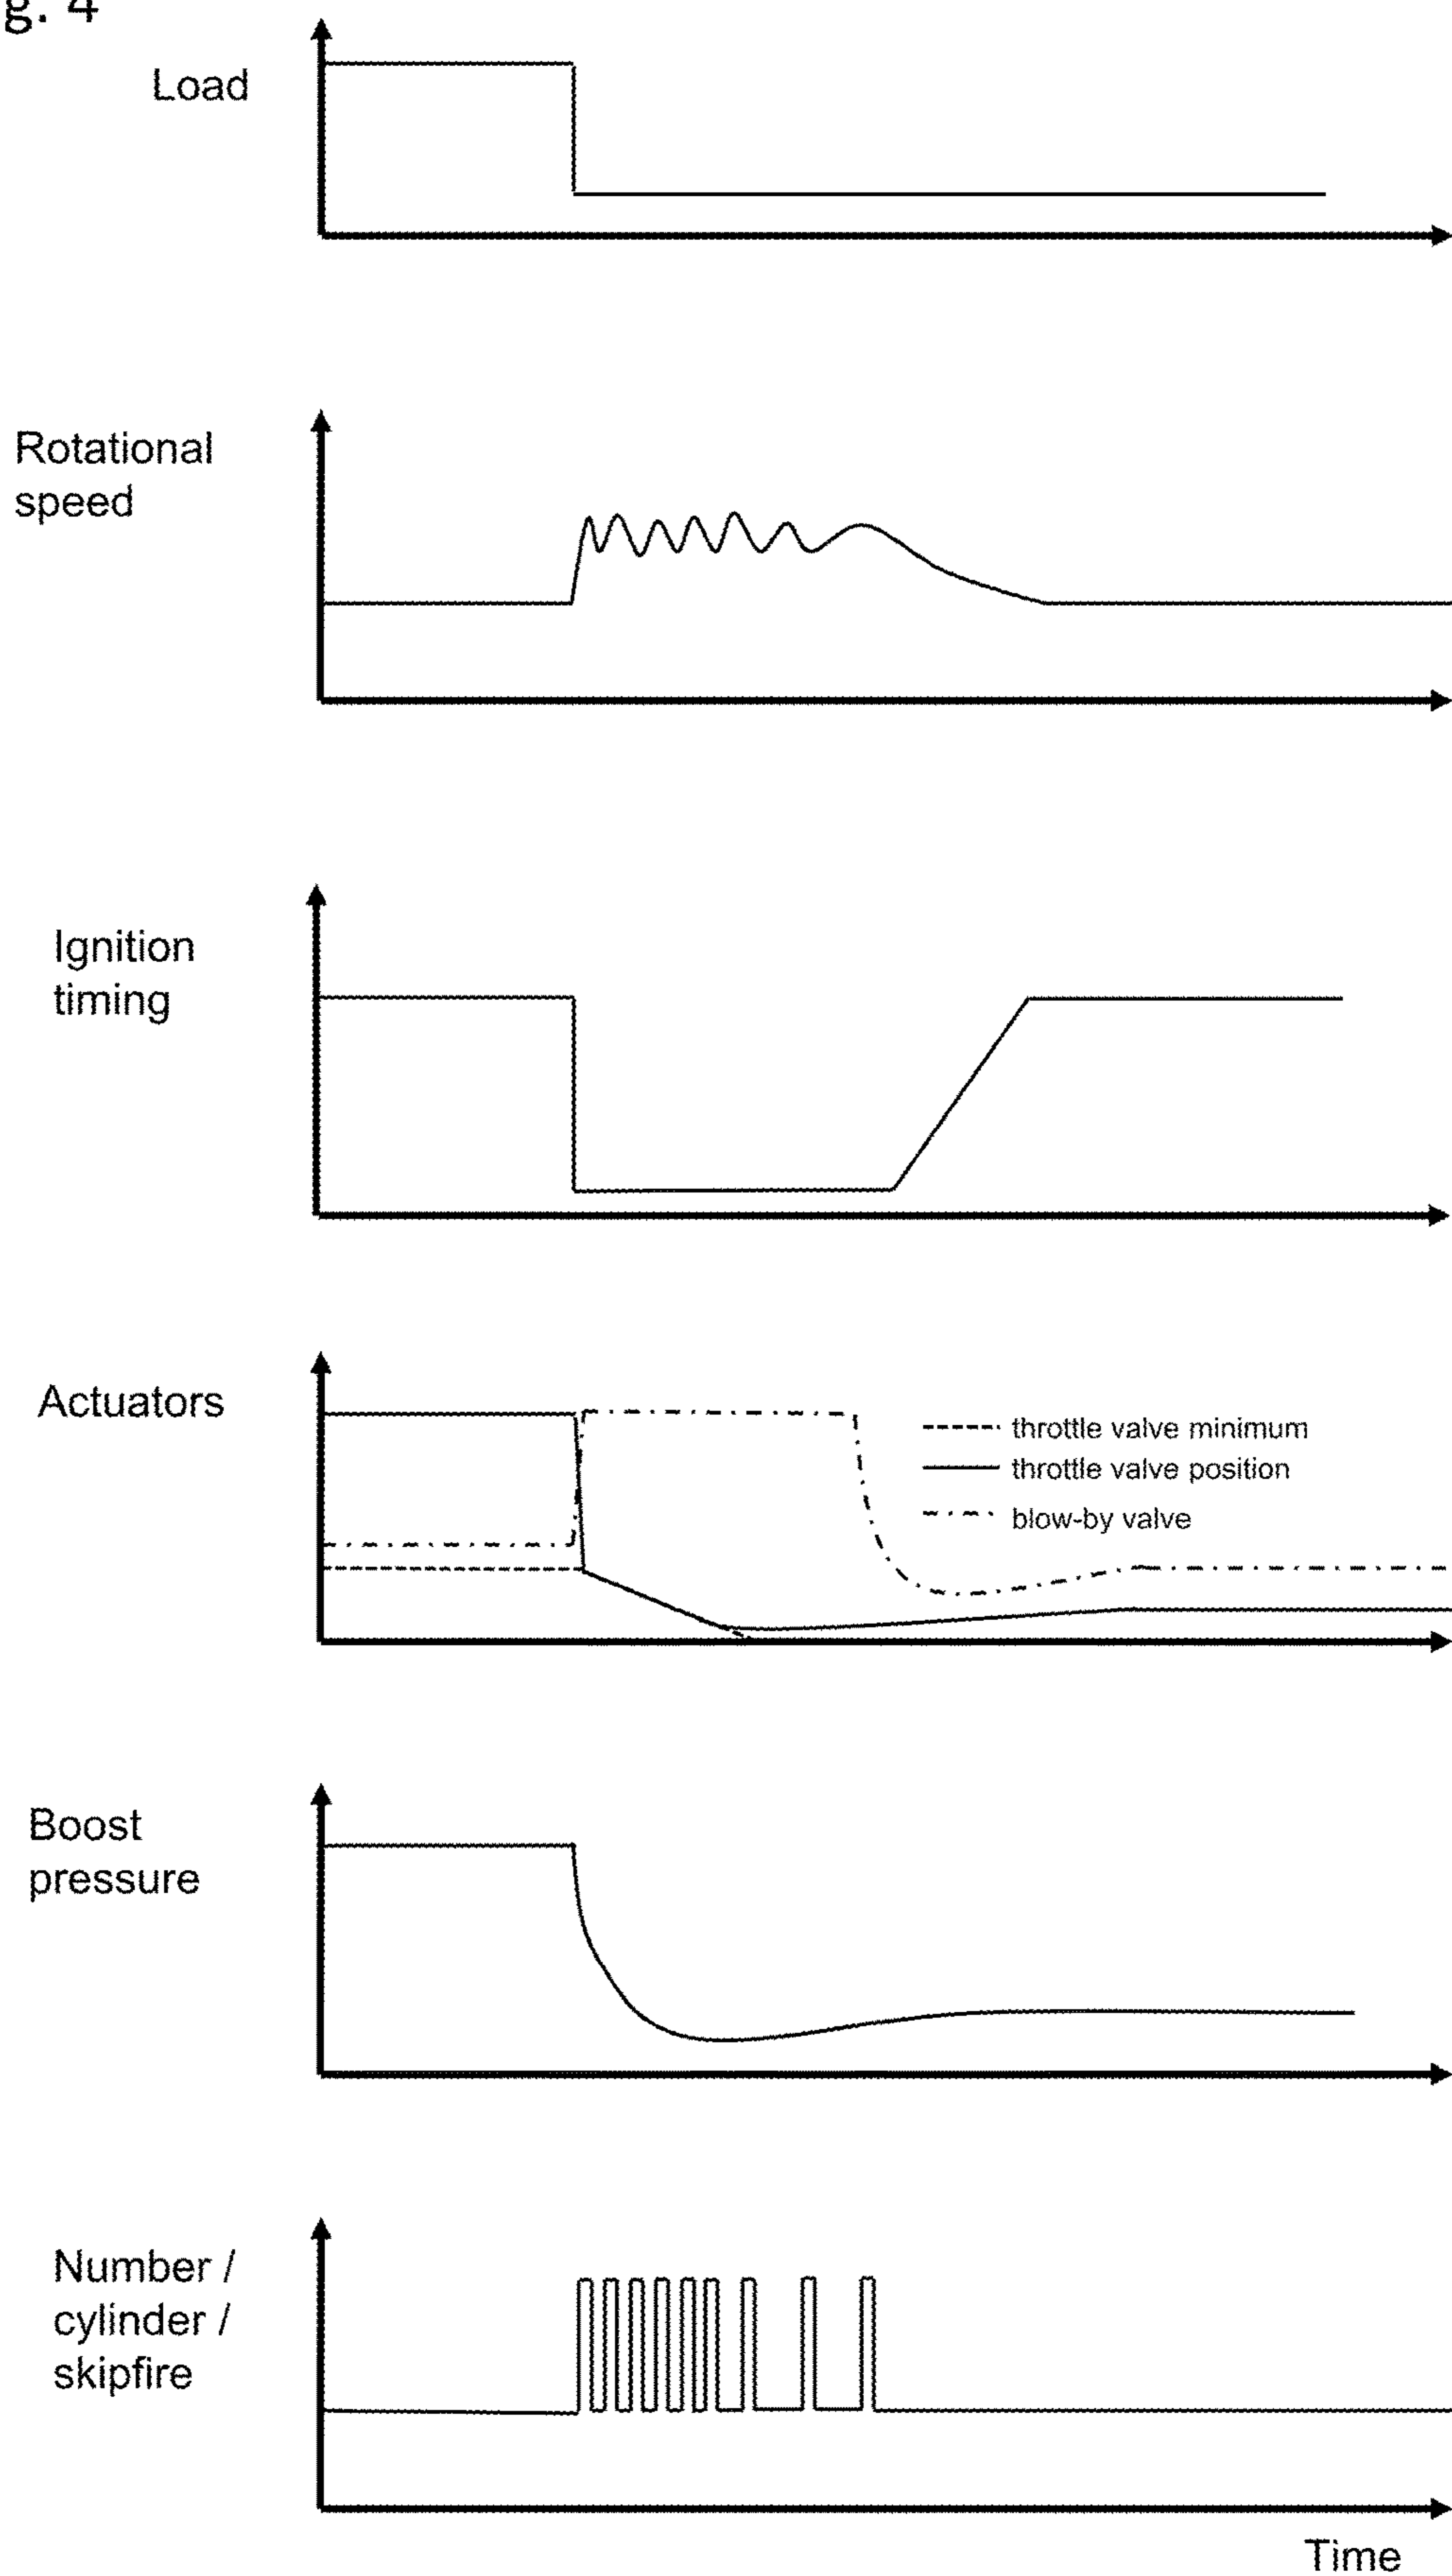 g. 4
Load
Rotational
speed
Ignition
timing
Actuators
throttle valve minimum
throttle valve position
blow-by valve
Boost
pressure
Number /
cylinder /
skipfire
Time